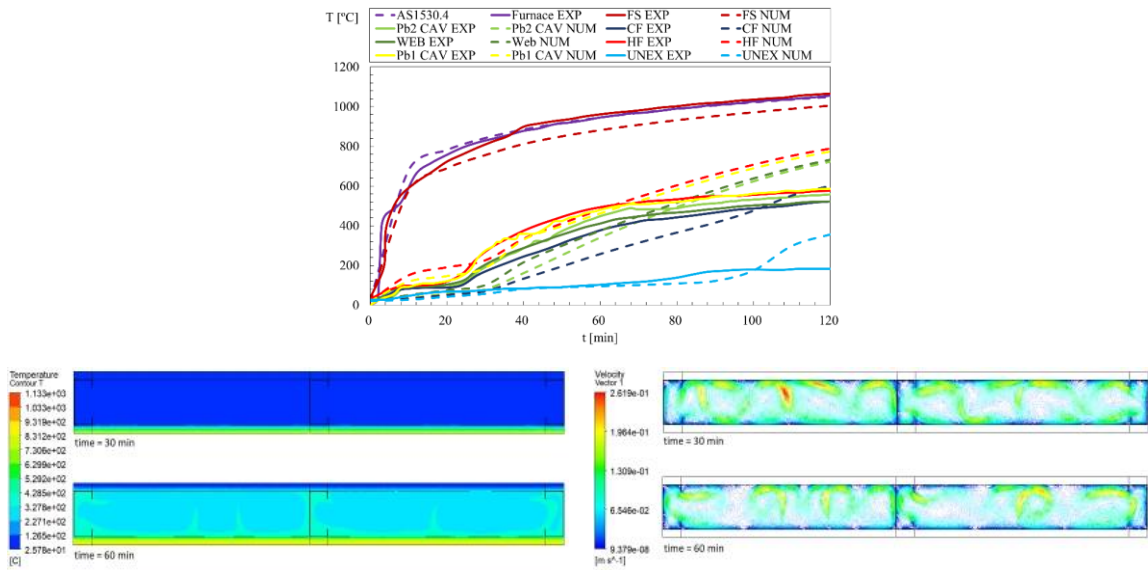 T [ºC]
AS1530.4 Furnace EXP FS EXP FS NUM
Pb2 CAV EXP Pb2 CAV NUM CF EXP CF NUM
WEB EXP Web NUM HF EXP HF NUM
Pb1 CAV EXP Pb1 CAV NUM UNEX EXP UNEX NUM
1200
1000
800
600
400
200
0
0 20 40 60 80 100 120
t [min]
Temperature
Contour T
1.133e+03
1.033e+03
9.319e+02
8.312e+02
7.306e+02
6.299e+02
5.292e+02
4.285e+02
3.278e+02
2.271e+02
1.265e+02
2.578e+01
[C]
time = 30 min
time = 60 min
Velocity
Vector 1
2.619e-01
1.964e-01
1.309e-01
6.546e-02
9.379e-08
[m s^-1]
time = 30 min
time = 60 min